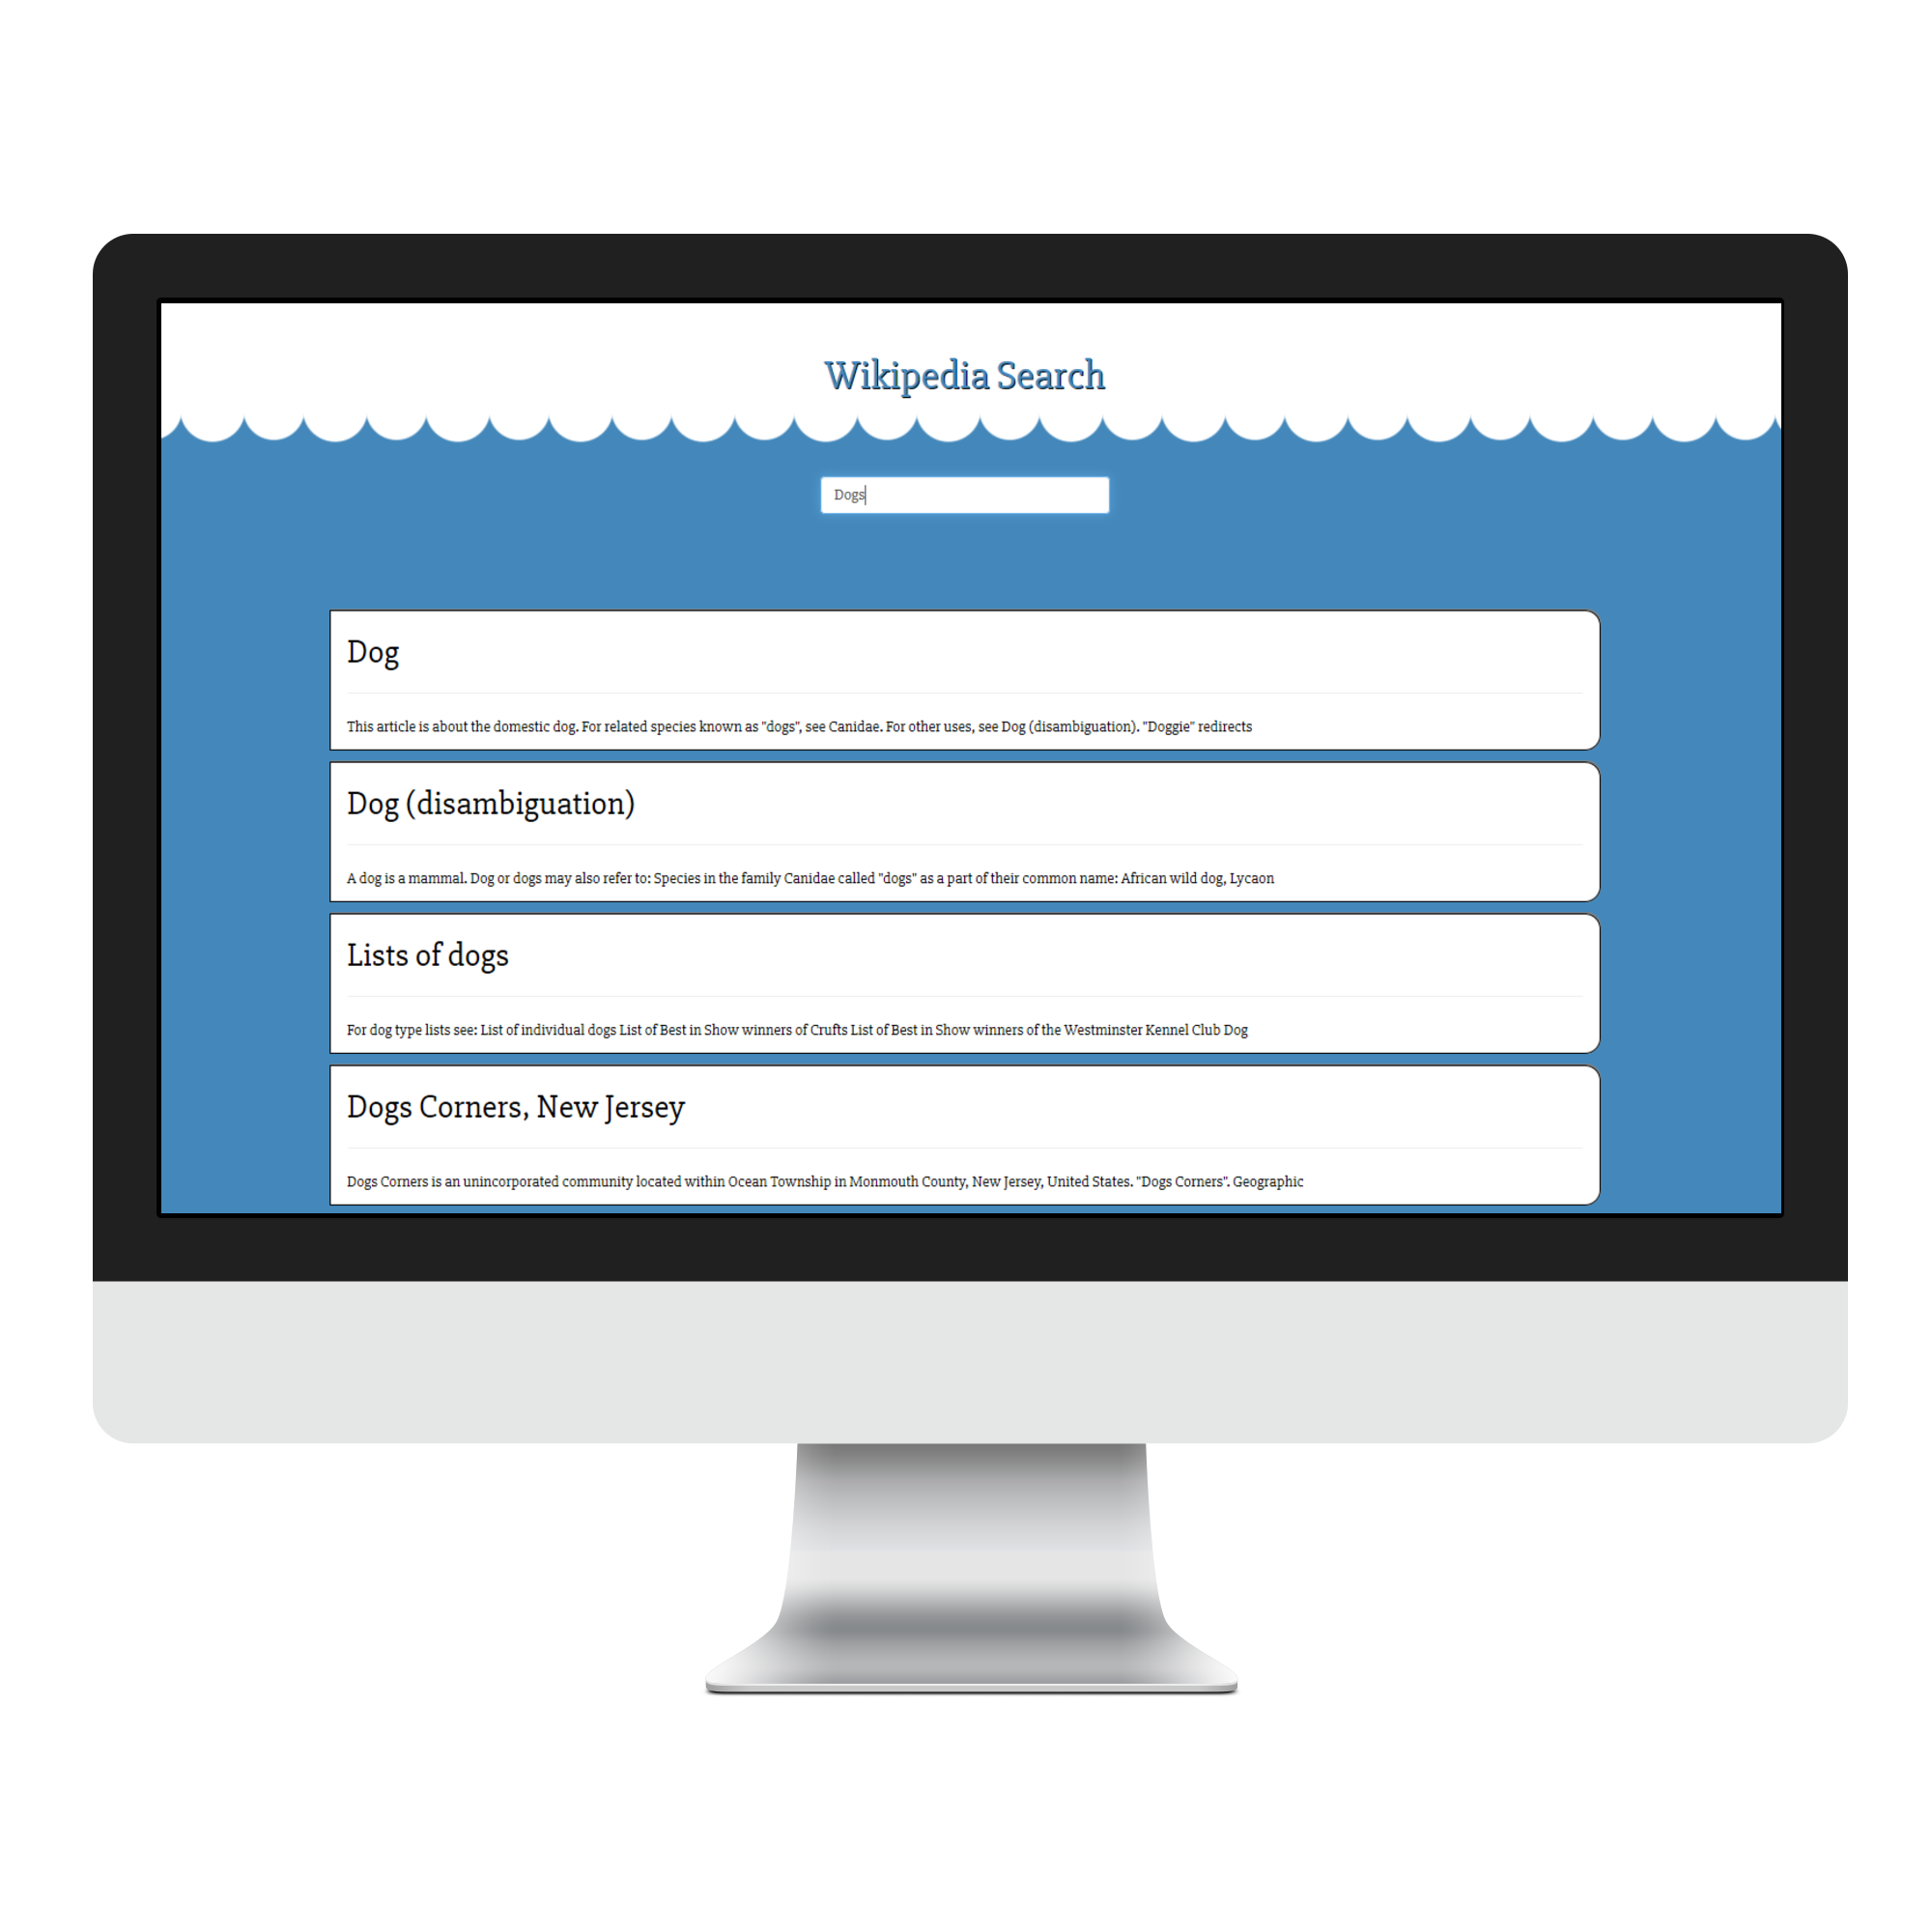 Wikipedia Search
Dogs
Dog
This article is about the domestic dog. For related species known as "dogs", see Canidae. For other uses, see Dog (disambiguation). "Doggie" redirects
Dog (disambiguation)
A dog is a mammal. Dog or dogs may also refer to: Species in the family Canidae called "dogs" as a part of their common name: African wild dog, Lycaon
Lists of dogs
For dog type lists see: List of individual dogs List of Best in Show winners of Crufts List of Best in Show winners of the Westminster Kennel Club Dog
Dogs Corners, New Jersey
Dogs Corners is an unincorporated community located within Ocean Township in Monmouth County, New Jersey, United States. "Dogs Corners". Geographic